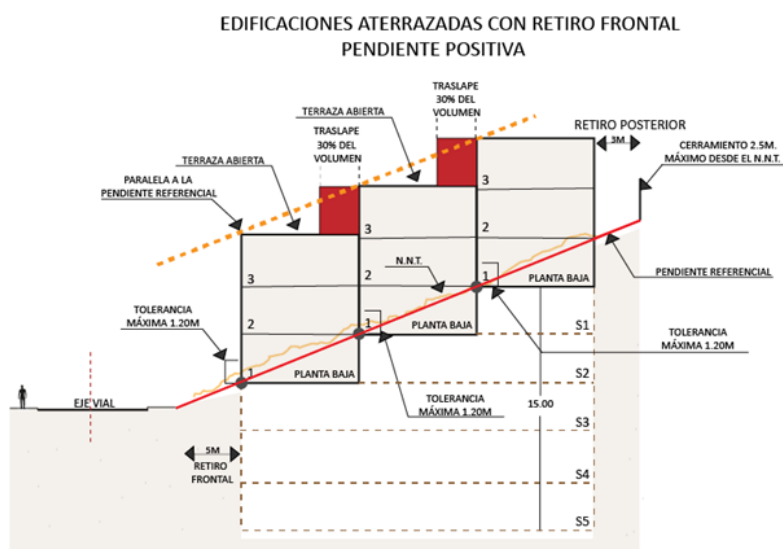 EDIFICACIONES ATERRAZADAS CON RETIRO FRONTAL
PENDIENTE POSITIVA
TRASLAPE
30% DEL
VOLUMEN
TERRAZA ABIERTA
RETIRO POSTERIOR
3M
TRASLAPE
30% DEL
VOLUMEN
CERRAMIENTO 2.5M.
MÁXIMO DESDE EL N.N.T.
TERRAZA ABIERTA
PARALELA A LA
PENDIENTE REFERENCIAL
3
2
1
PLANTA BAJA
PENDIENTE REFERENCIAL
3
2
1
N.N.T.
PLANTA BAJA
3
2
1
PLANTA BAJA
TOLERANCIA
MÁXIMA 1.20M
TOLERANCIA
MÁXIMA 1.20M
TOLERANCIA
MÁXIMA 1.20M
S1
S2
S3
S4
S5
15.00
EJE VIAL
5M
RETIRO
FRONTAL